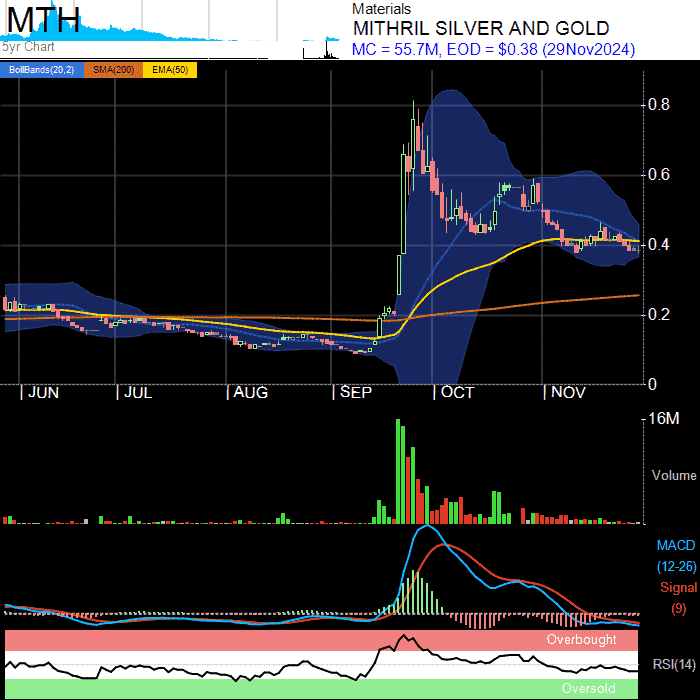 MTH
5yr Chart
Materials
MITHRIL SILVER AND GOLD
MC = 55.7M, EOD = $0.38 (29Nov2024)
BollBands(20,2) SMA(200) EMA(50)
0.8
0.6
0.4
0.2
0
JUN JUL AUG SEP OCT NOV
16M
Volume
MACD
(12-26)
Signal
(9)
Overbought
RSI(14)
Oversold